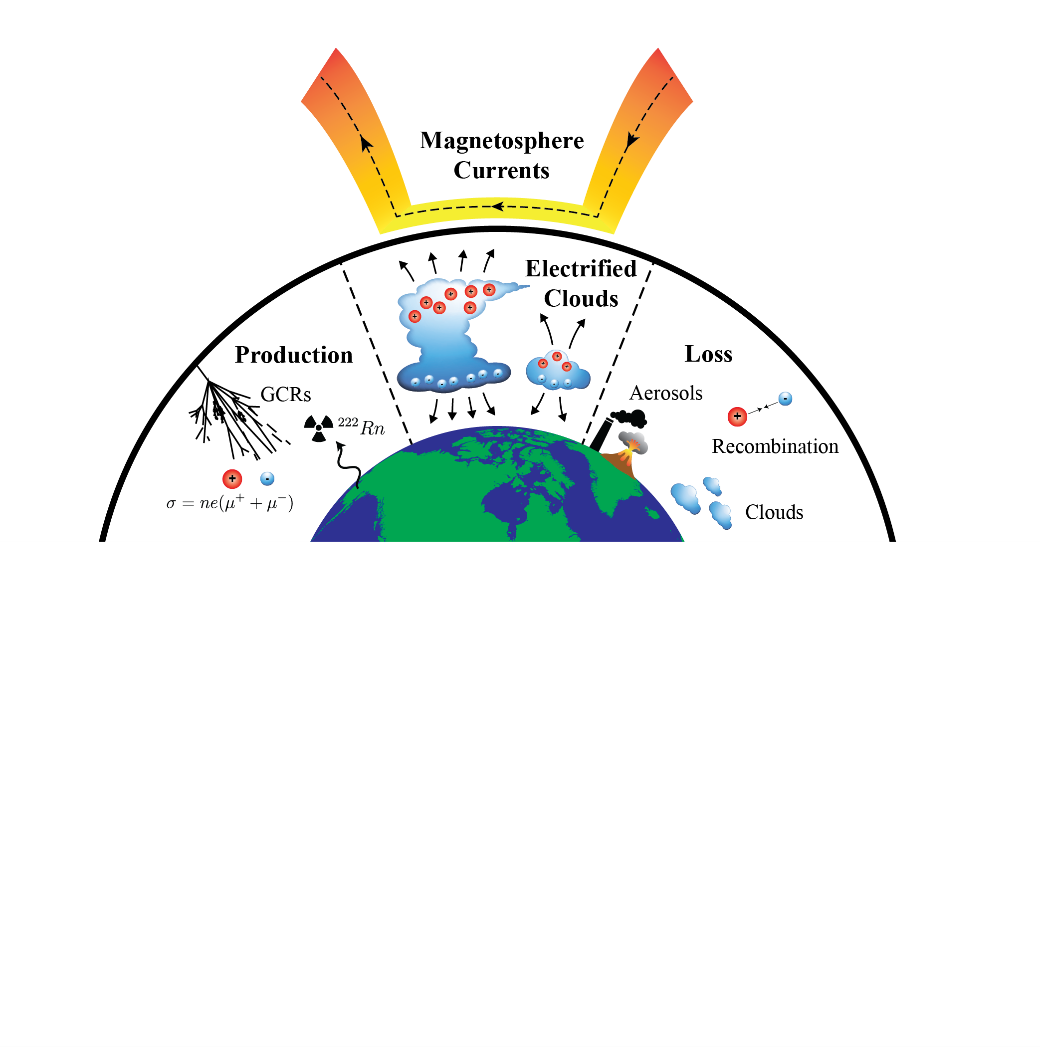 Magnetosphere
Currents
Electrified
Clouds
Production
Loss
GCRs
Aerosols
²²²Rn
Recombination
σ = ne(μ⁺ + μ⁻)
Clouds